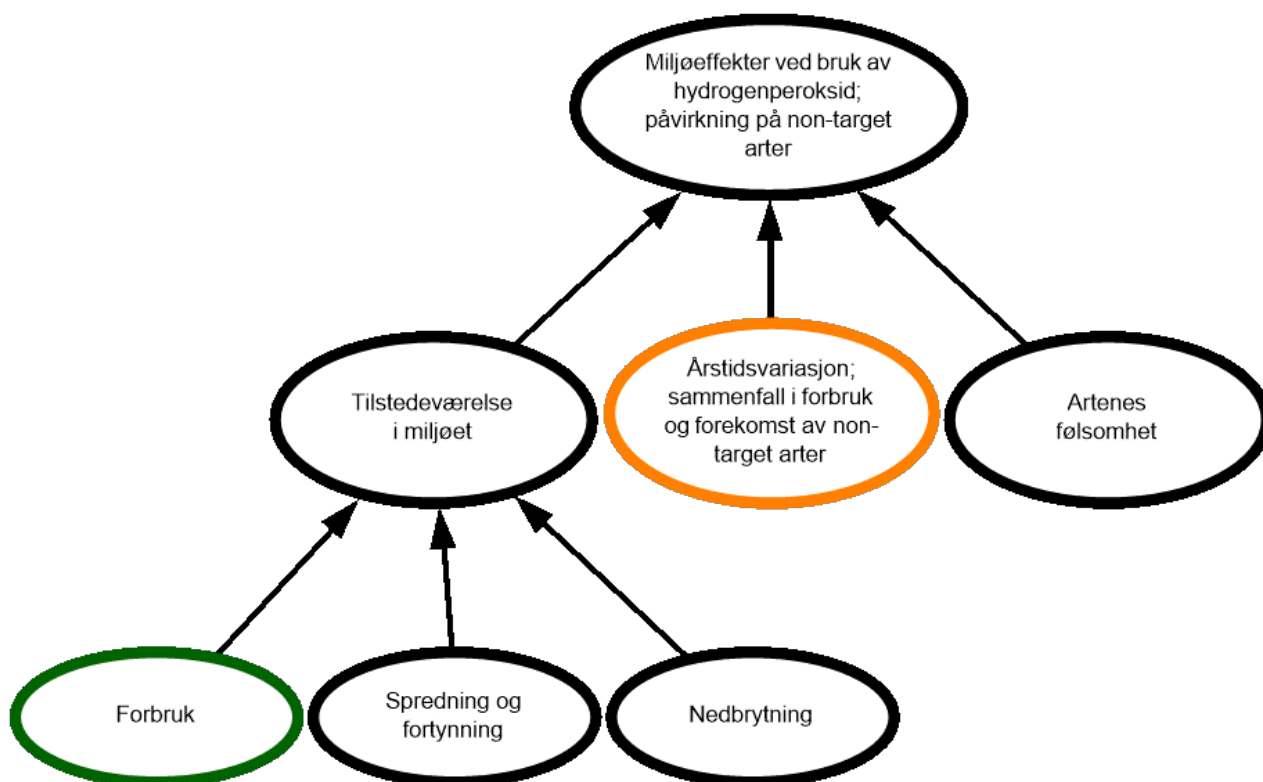 Miljøeffekter ved bruk av
hydrogenperoksid;
påvirkning på non-target
arter
Tilstedeværelse
i miljøet
Årstidsvariasjon;
sammenfall i forbruk
og forekomst av non-
target arter
Artenes
følsomhet
Forbruk
Spredning og
fortynning
Nedbrytning